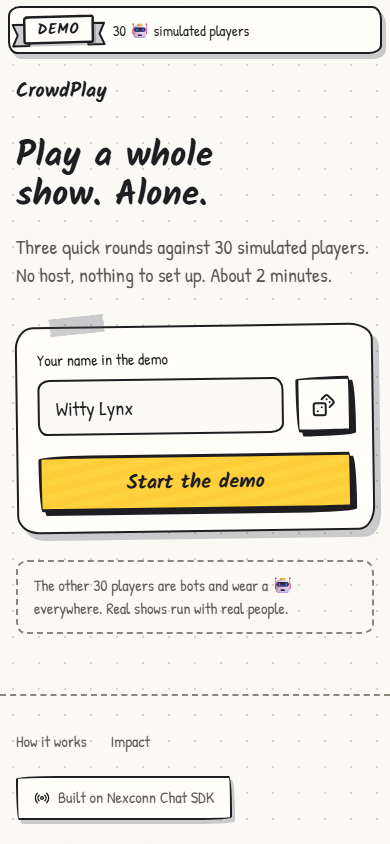 DEMO 30 🤖 simulated players
CrowdPlay
Play a whole
show. Alone.
Three quick rounds against 30 simulated players.
No host, nothing to set up. About 2 minutes.
Your name in the demo
Witty Lynx
Start the demo
The other 30 players are bots and wear a 🤖
everywhere. Real shows run with real people.
How it works Impact
Built on Nexconn Chat SDK